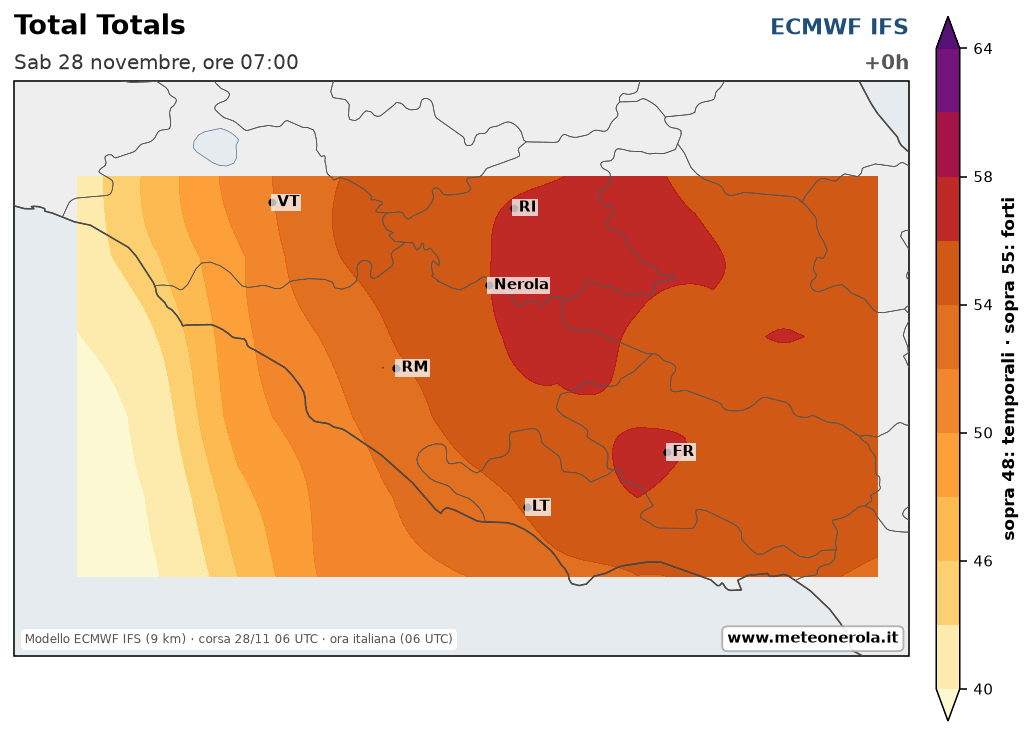 Total Totals
ECMWF IFS
Sab 28 novembre, ore 07:00
+0h
VT
RI
Nerola
RM
FR
LT
64
58
54
50
46
40
sopra 48: temporali · sopra 55: forti
Modello ECMWF IFS (9 km) · corsa 28/11 06 UTC · ora italiana (06 UTC)
www.meteonerola.it